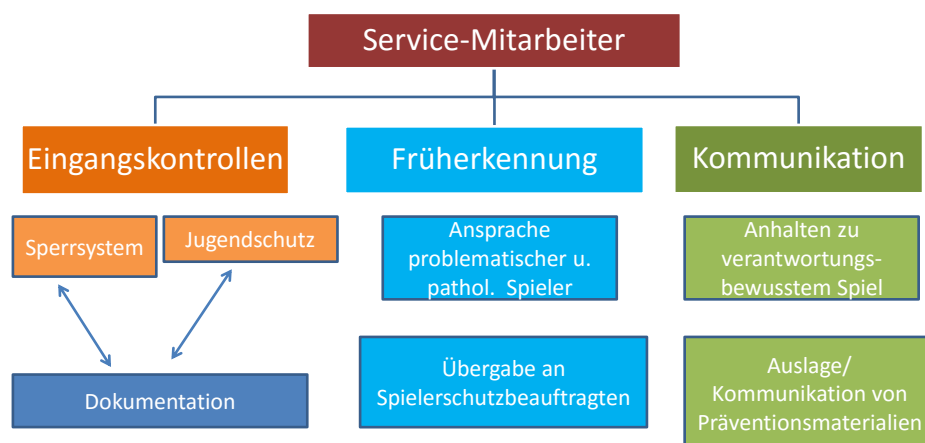 Service-Mitarbeiter
Eingangskontrollen
Früherkennung
Kommunikation
Sperrsystem
Jugendschutz
Ansprache
problematischer u.
pathol. Spieler
Anhalten zu
verantwortungs-
bewusstem Spiel
Dokumentation
Übergabe an
Spielerschutzbeauftragten
Auslage/
Kommunikation von
Präventionsmaterialien